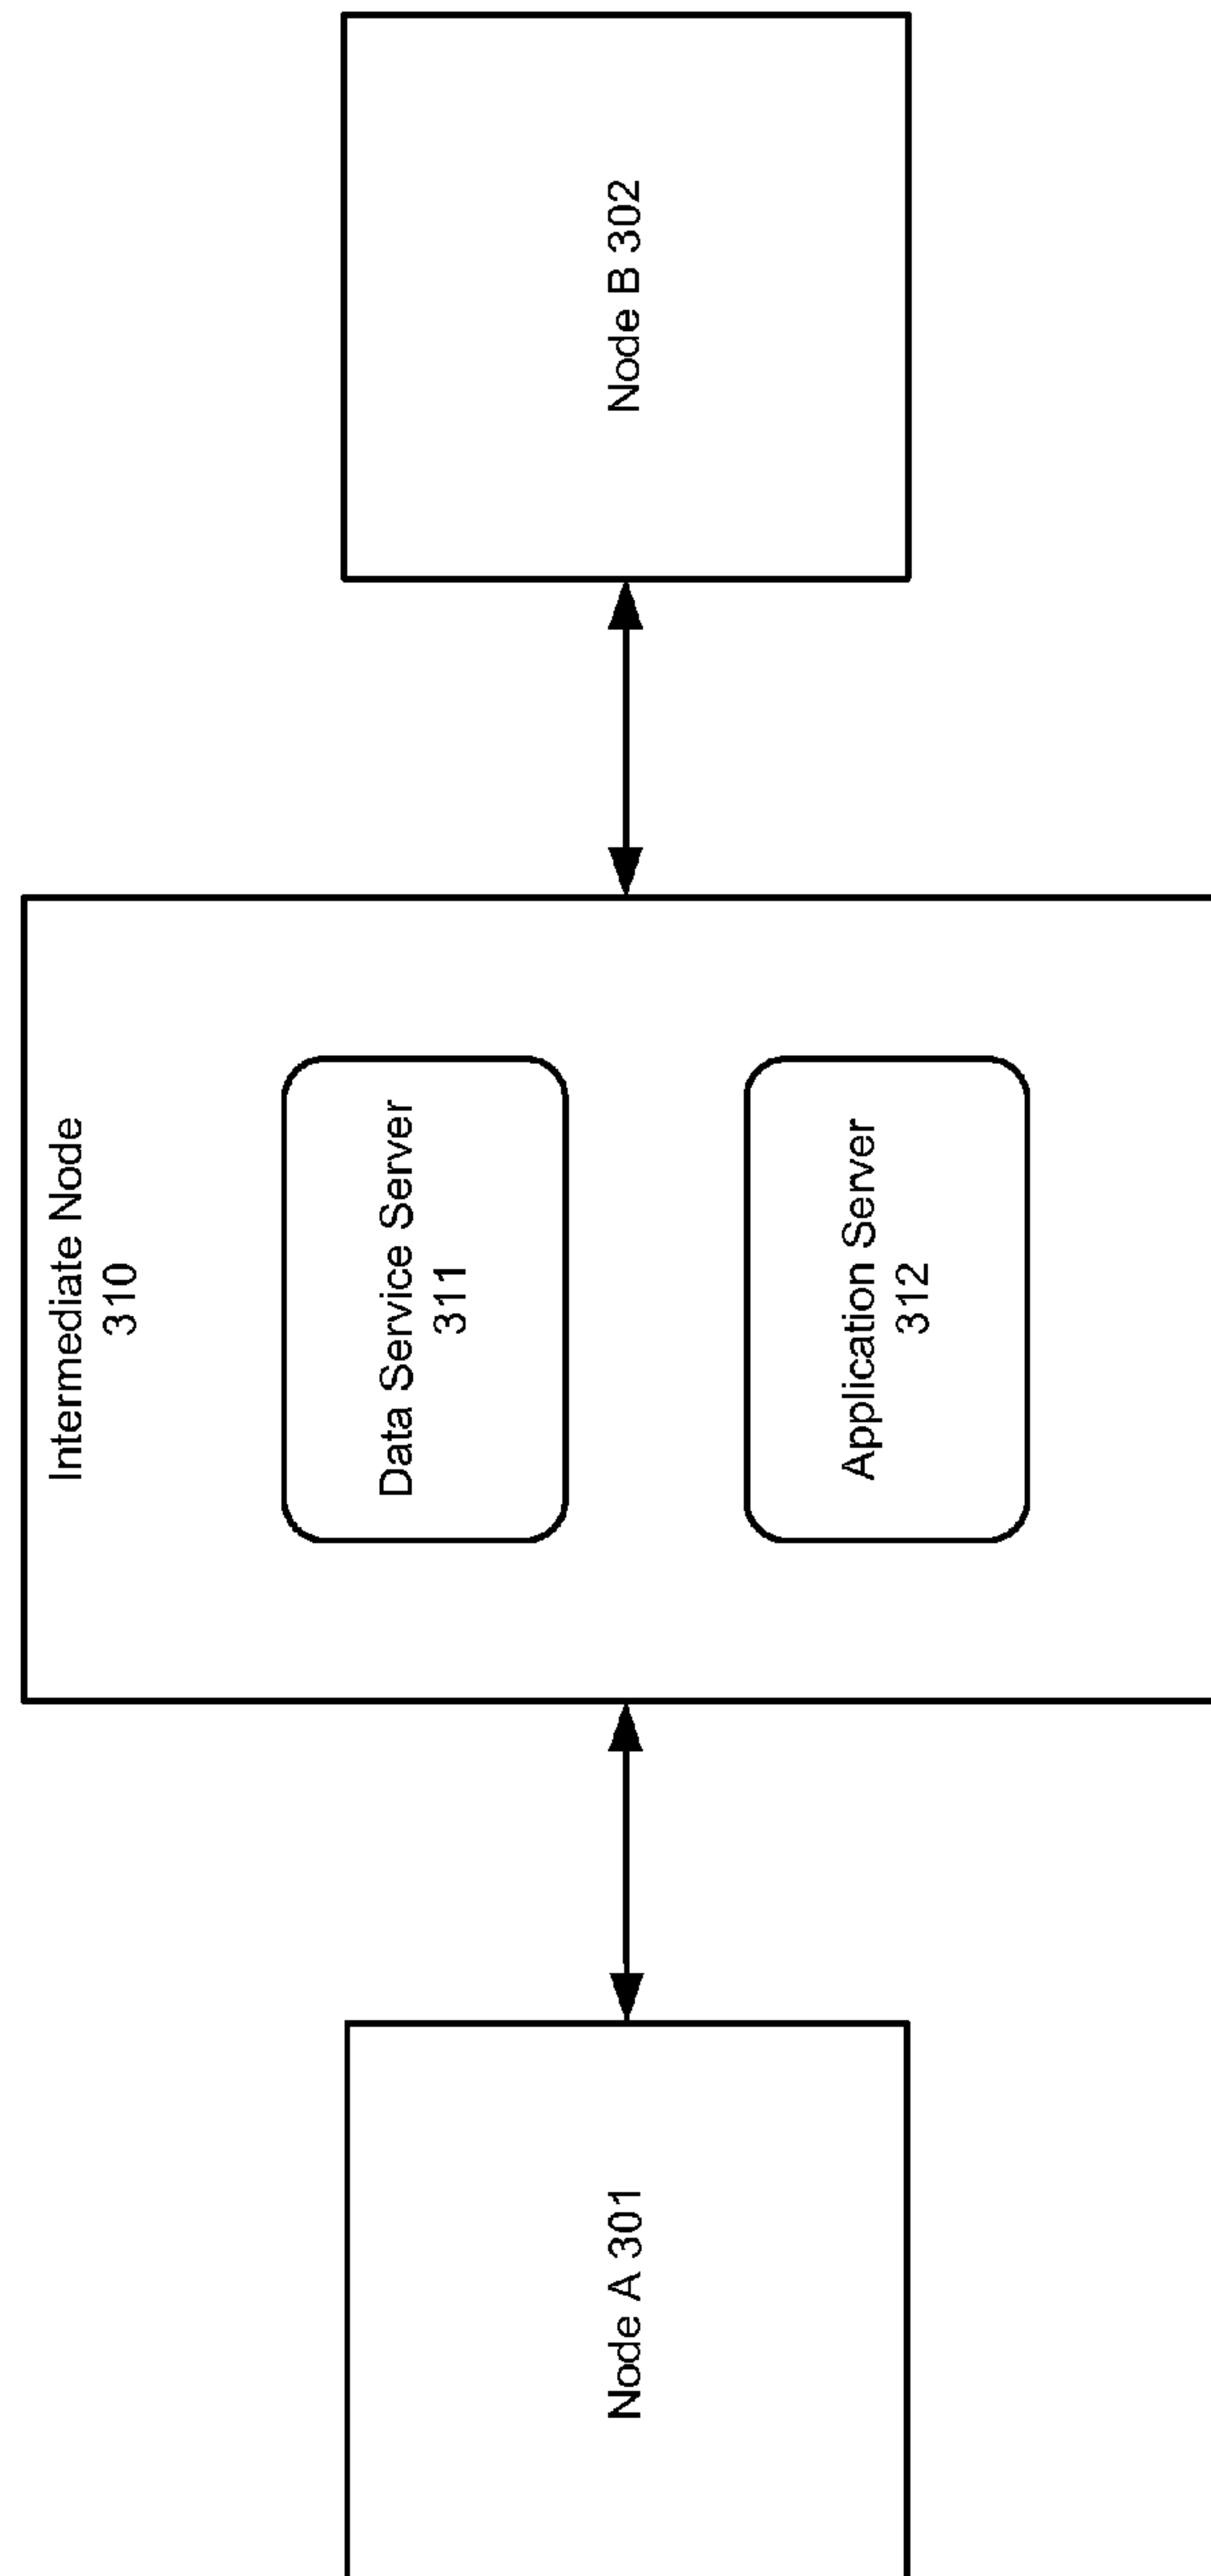 Node A 301
Intermediate Node
310
Data Service Server
311
Application Server
312
Node B 302